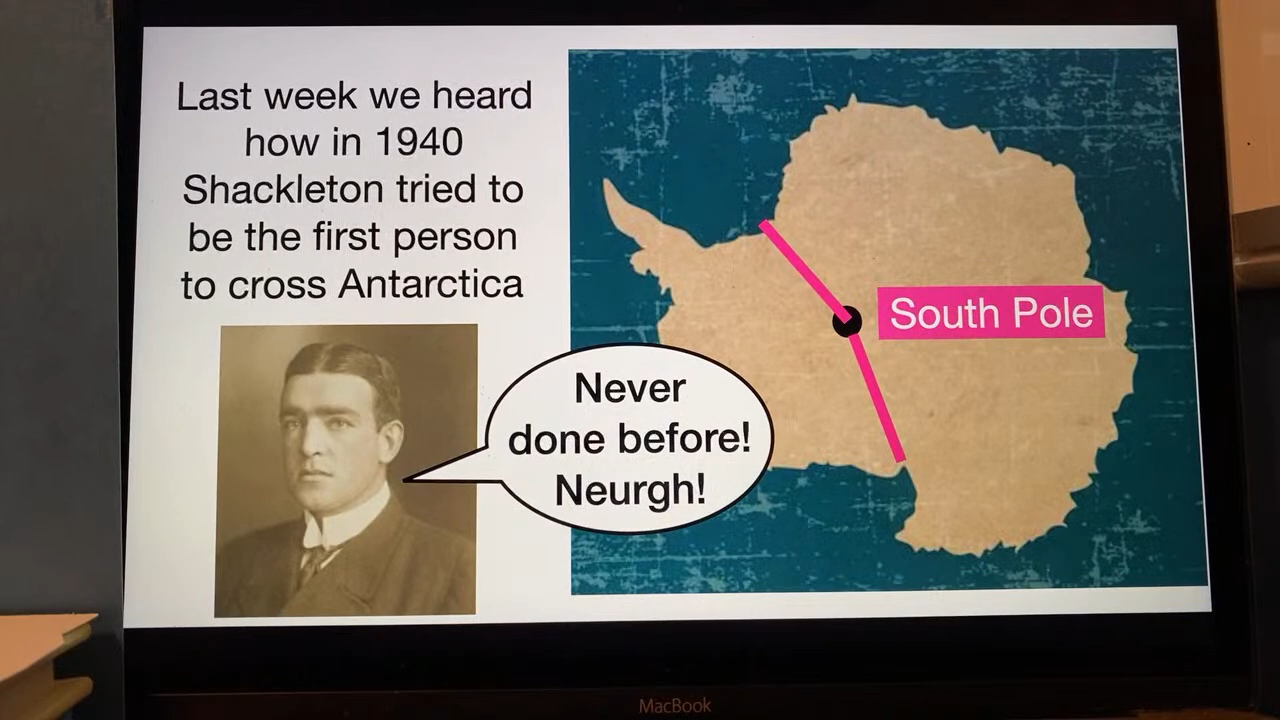 Last week we heard
how in 1940
Shackleton tried to
be the first person
to cross Antarctica
South Pole
Never
done before!
Neurgh!
MacBook